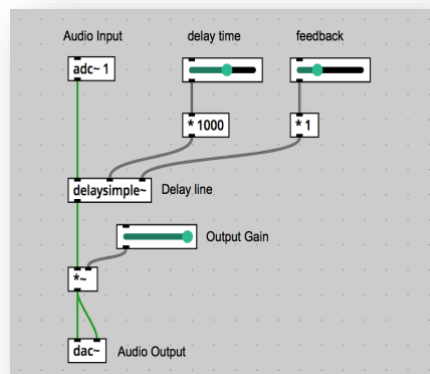 Audio Input
delay time
feedback
adc~ 1
* 1000
* 1
delaysimple~
Delay line
Output Gain
*~
dac~
Audio Output